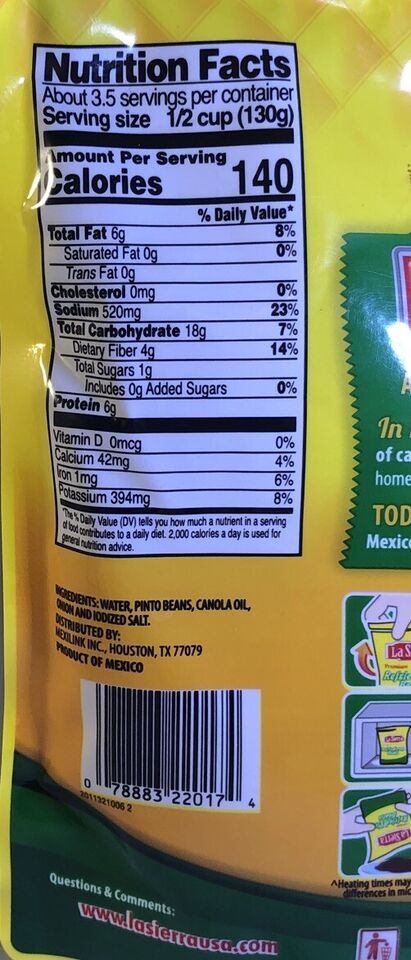 Nutrition Facts
About 3.5 servings per container
Serving size 1/2 cup (130g)
Amount Per Serving
Calories 140
% Daily Value*
Total Fat 6g 8%
Saturated Fat 0g 0%
Trans Fat 0g
Cholesterol 0mg 0%
Sodium 520mg 23%
Total Carbohydrate 18g 7%
Dietary Fiber 4g 14%
Total Sugars 1g
Includes 0g Added Sugars 0%
Protein 6g
Vitamin D 0mcg 0%
Calcium 42mg 4%
Iron 1mg 6%
Potassium 394mg 8%
*The % Daily Value (DV) tells you how much a nutrient in a serving
of food contributes to a daily diet. 2,000 calories a day is used for
general nutrition advice.
INGREDIENTS: WATER, PINTO BEANS, CANOLA OIL,
ONION AND IODIZED SALT.
DISTRIBUTED BY:
MEXILINK INC., HOUSTON, TX 77079
PRODUCT OF MEXICO
0 78883 22017 4
2011321006 2
Questions & Comments:
www.lasierrausa.com
In
of ca
home
TOD
Mexico
La S
Premium
^Heating times may
differences in mic